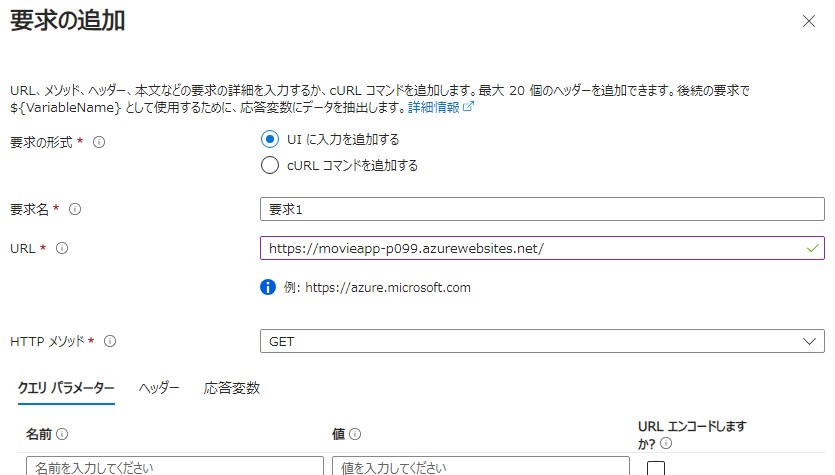 要求の追加
URL、メソッド、ヘッダー、本文などの要求の詳細を入力するか、cURL コマンドを追加します。最大 20 個のヘッダーを追加できます。後続の要求で
${VariableName} として使用するために、応答変数にデータを抽出します。詳細情報
要求の形式 *
UI に入力を追加する
cURL コマンドを追加する
要求名 *
要求1
URL *
https://movieapp-p099.azurewebsites.net/
例: https://azure.microsoft.com
HTTP メソッド *
GET
クエリ パラメーター ヘッダー 応答変数
名前 値 URL エンコードします
か?
名前を入力してください 値を入力してください